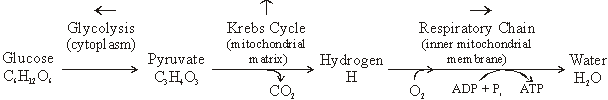 Glycolysis
(cytoplasm)
Krebs Cycle
(mitochondrial
matrix)
Respiratory Chain
(inner mitochondrial
membrane)
Glucose
C₆H₁₂O₆
Pyruvate
C₃H₄O₃
CO₂
Hydrogen
H
O₂
ADP + Pᵢ
ATP
Water
H₂O